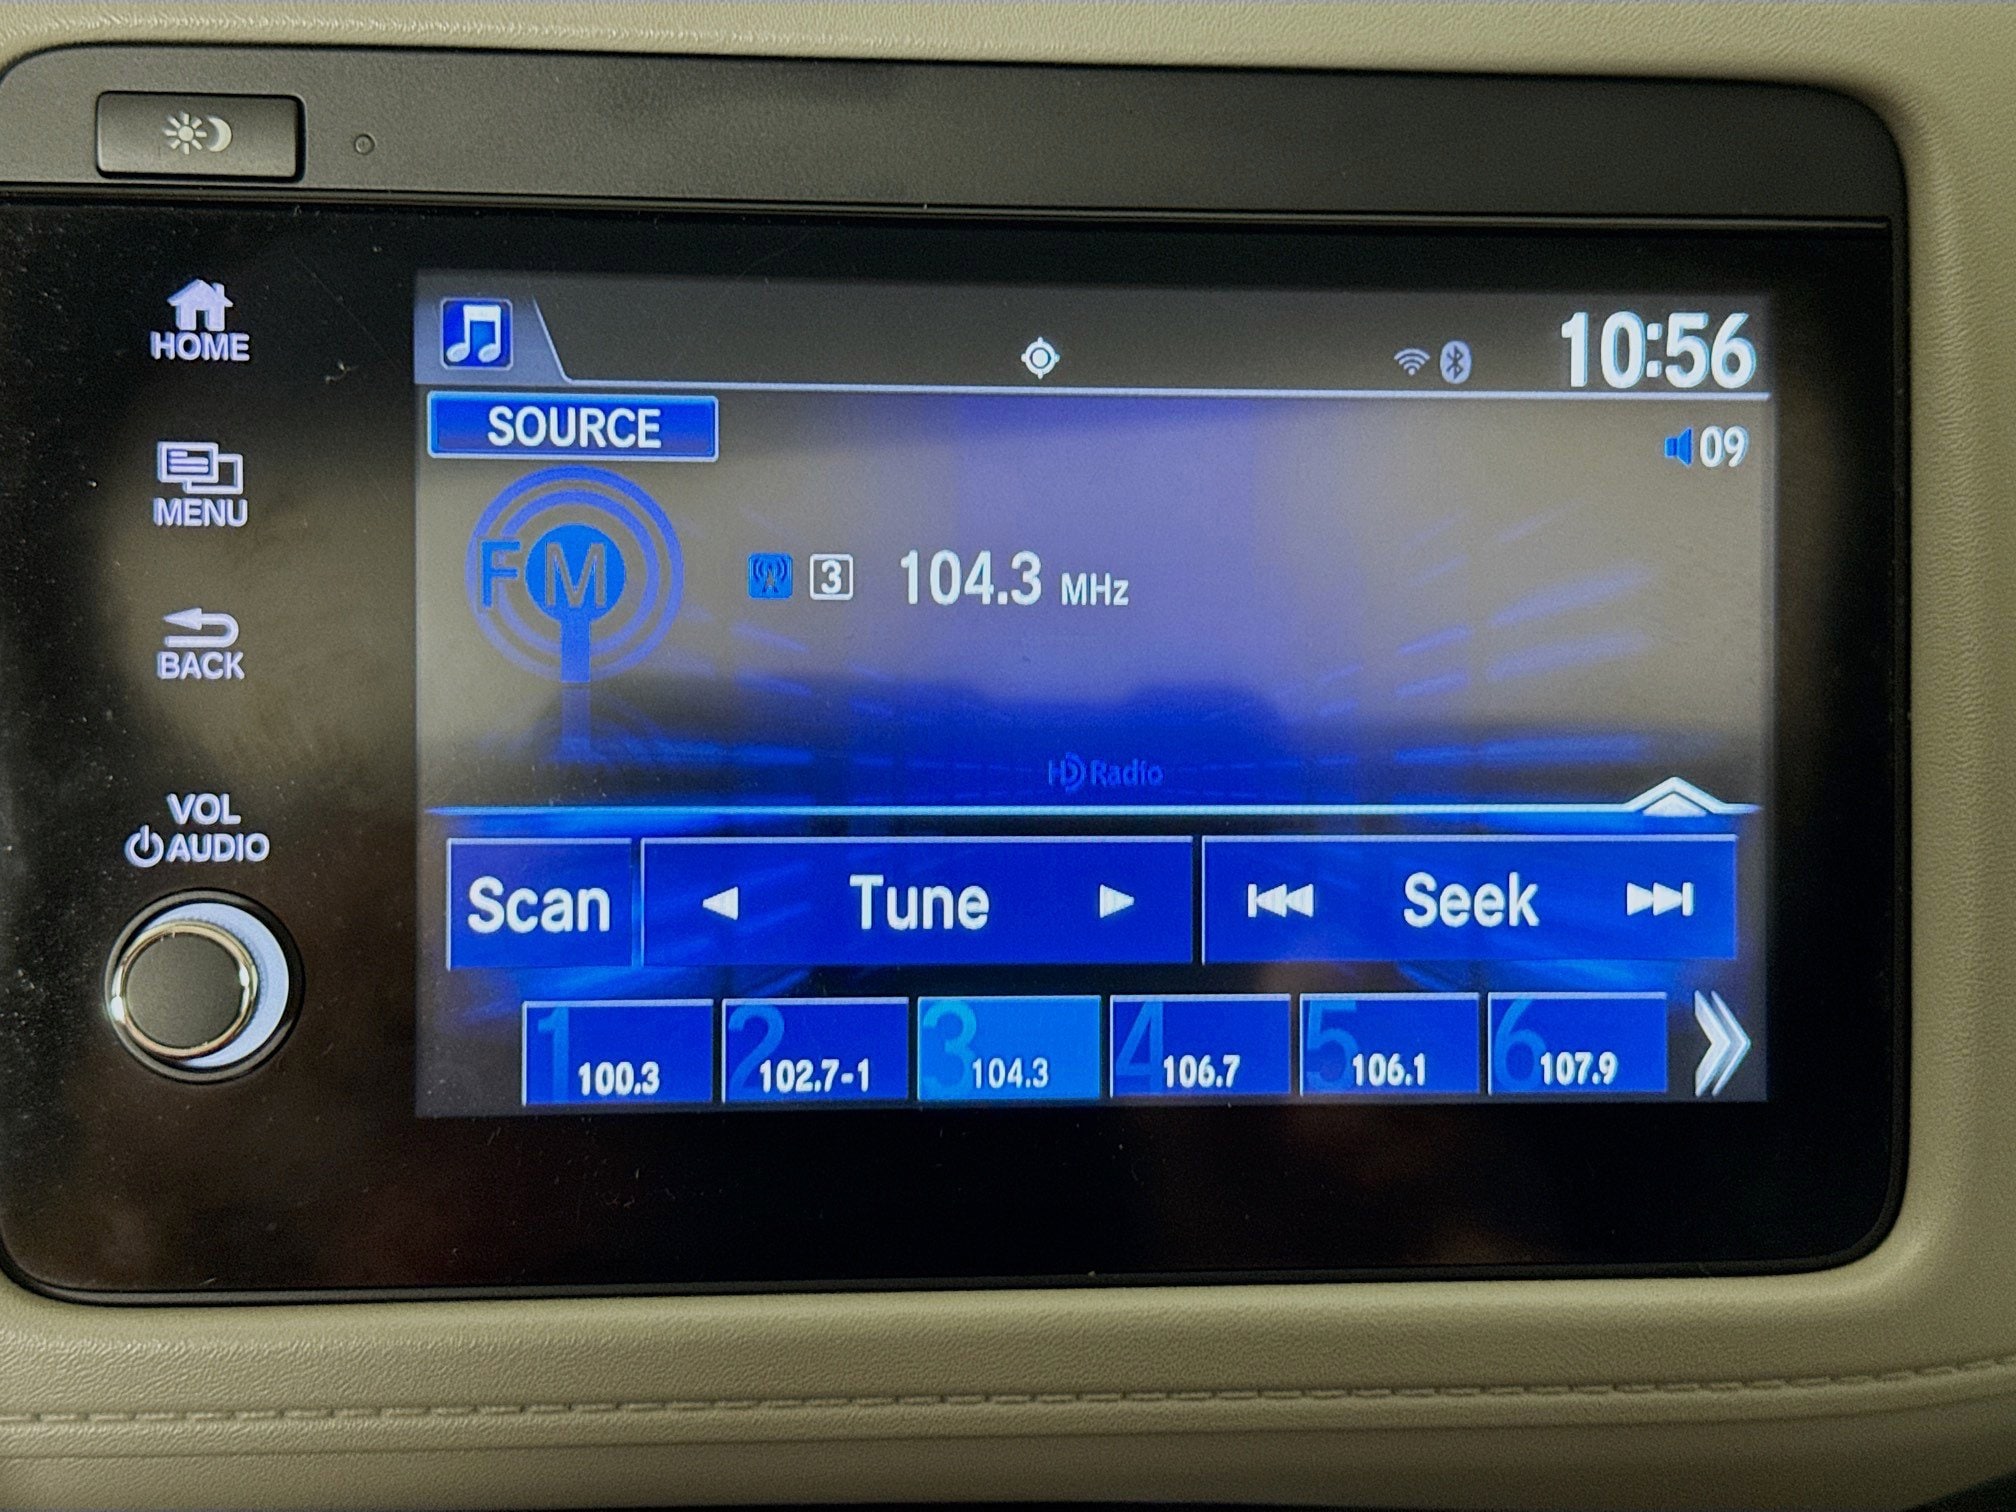 HOME
MENU
BACK
VOL
AUDIO
10:56
SOURCE
09
FM
3 104.3 MHz
HD Radio
Scan
Tune
Seek
1 100.3
2 102.7-1
3 104.3
4 106.7
5 106.1
6 107.9